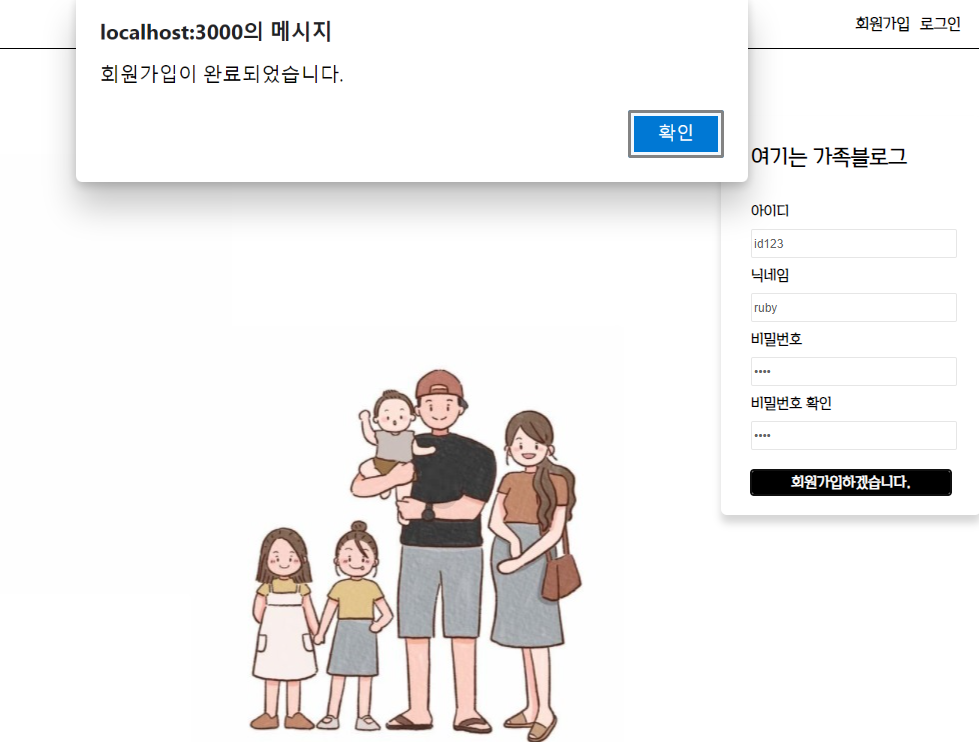 localhost:3000의 메시지
회원가입이 완료되었습니다.
확인
회원가입 로그인
여기는 가족블로그
아이디
id123
닉네임
ruby
비밀번호
••••
비밀번호 확인
••••
회원가입하겠습니다.